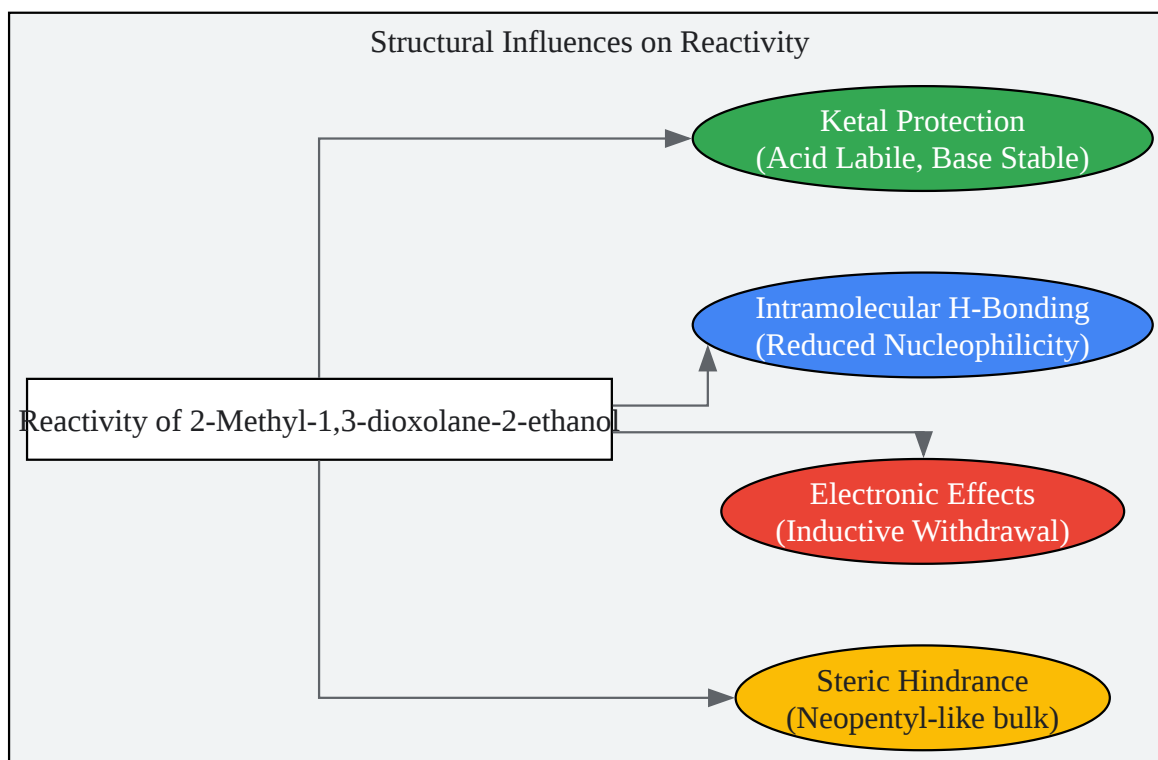 Structural Influences on Reactivity
Ketal Protection
(Acid Labile, Base Stable)
Intramolecular H-Bonding
(Reduced Nucleophilicity)
Reactivity of 2-Methyl-1,3-dioxolane-2-ethanol
Electronic Effects
(Inductive Withdrawal)
Steric Hindrance
(Neopentyl-like bulk)